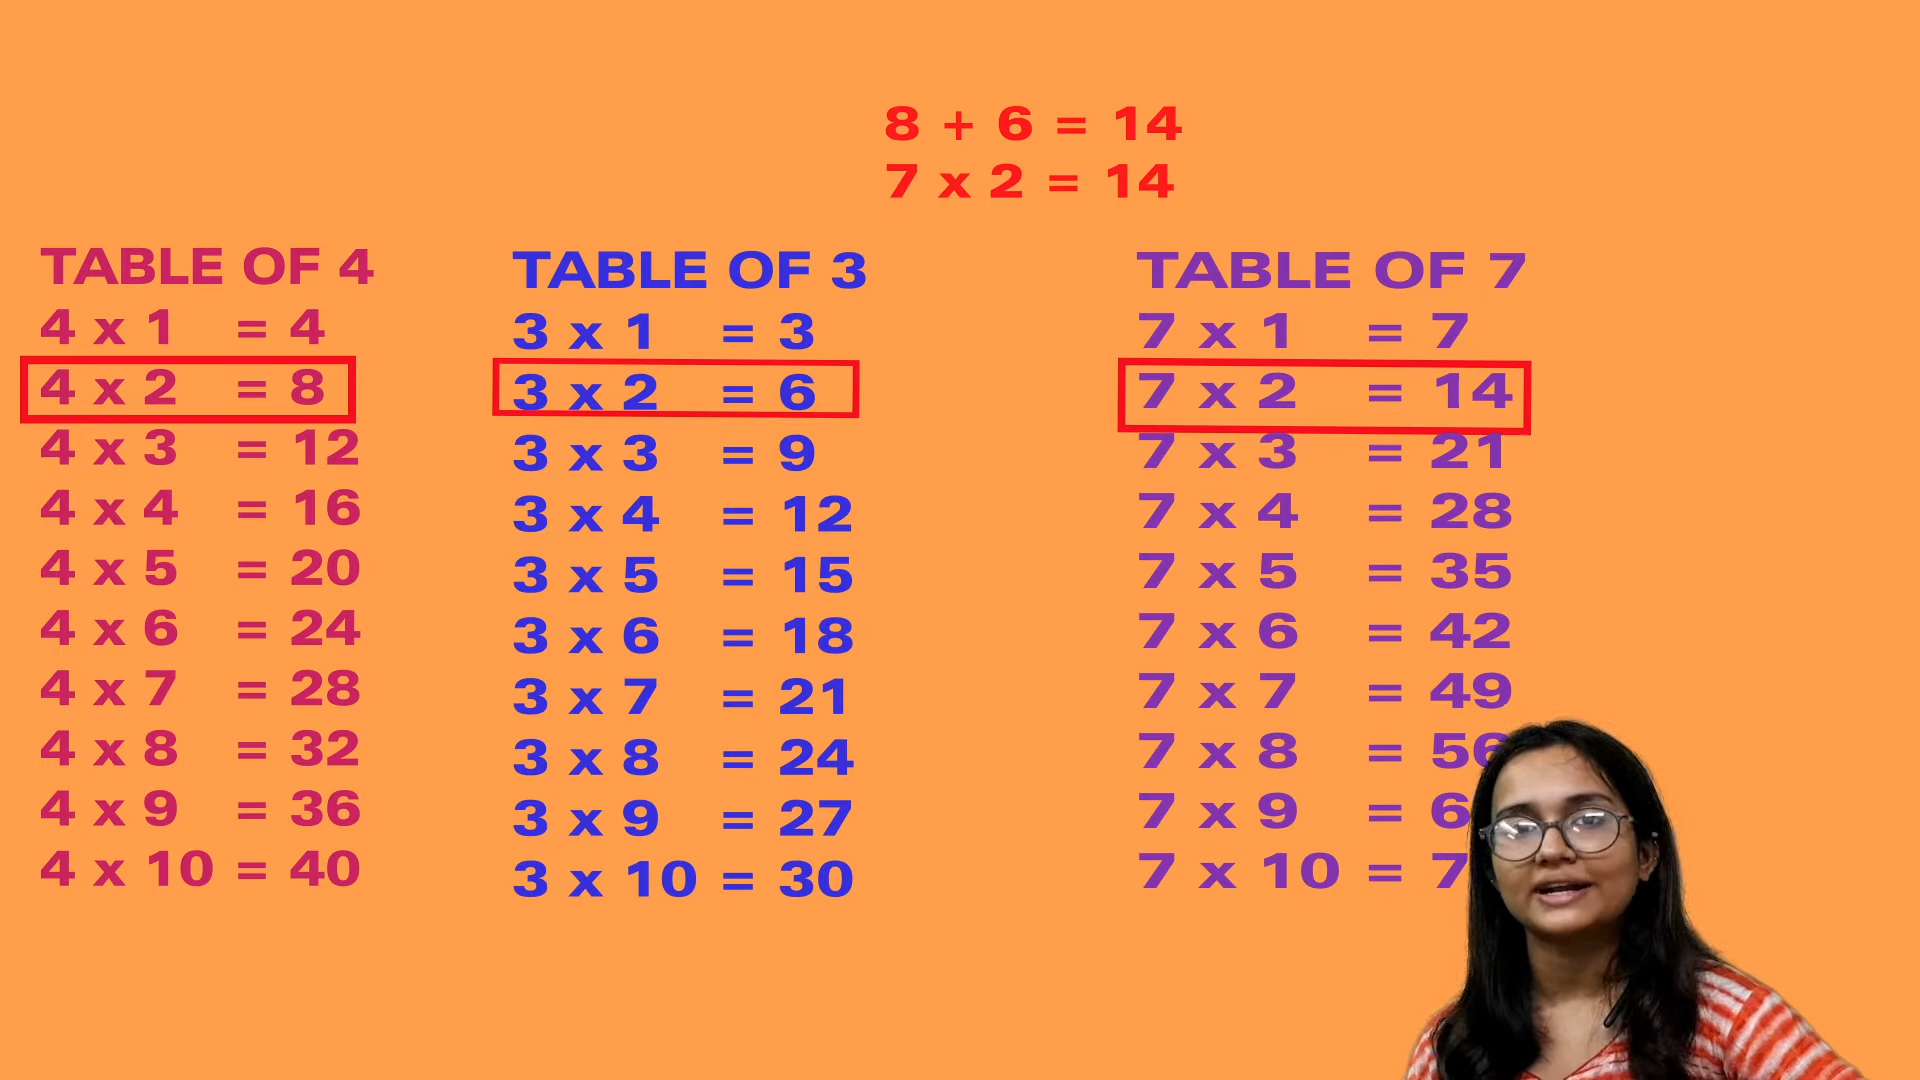 8 + 6 = 14
7 x 2 = 14
TABLE OF 4
4 x 1 = 4
4 x 2 = 8
4 x 3 = 12
4 x 4 = 16
4 x 5 = 20
4 x 6 = 24
4 x 7 = 28
4 x 8 = 32
4 x 9 = 36
4 x 10 = 40
TABLE OF 3
3 x 1 = 3
3 x 2 = 6
3 x 3 = 9
3 x 4 = 12
3 x 5 = 15
3 x 6 = 18
3 x 7 = 21
3 x 8 = 24
3 x 9 = 27
3 x 10 = 30
TABLE OF 7
7 x 1 = 7
7 x 2 = 14
7 x 3 = 21
7 x 4 = 28
7 x 5 = 35
7 x 6 = 42
7 x 7 = 49
7 x 8 = 56
7 x 9 = 6
7 x 10 = 7